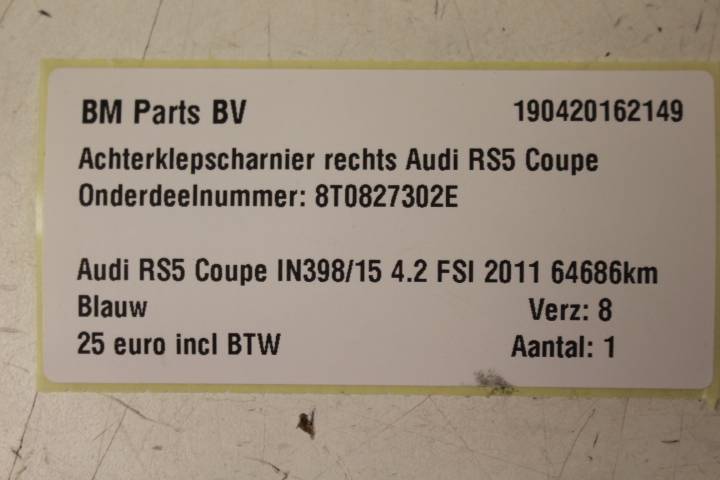 BM Parts BV 190420162149
Achterklepscharnier rechts Audi RS5 Coupe
Onderdeelnummer: 8T0827302E
Audi RS5 Coupe IN398/15 4.2 FSI 2011 64686km
Blauw Verz: 8
25 euro incl BTW Aantal: 1